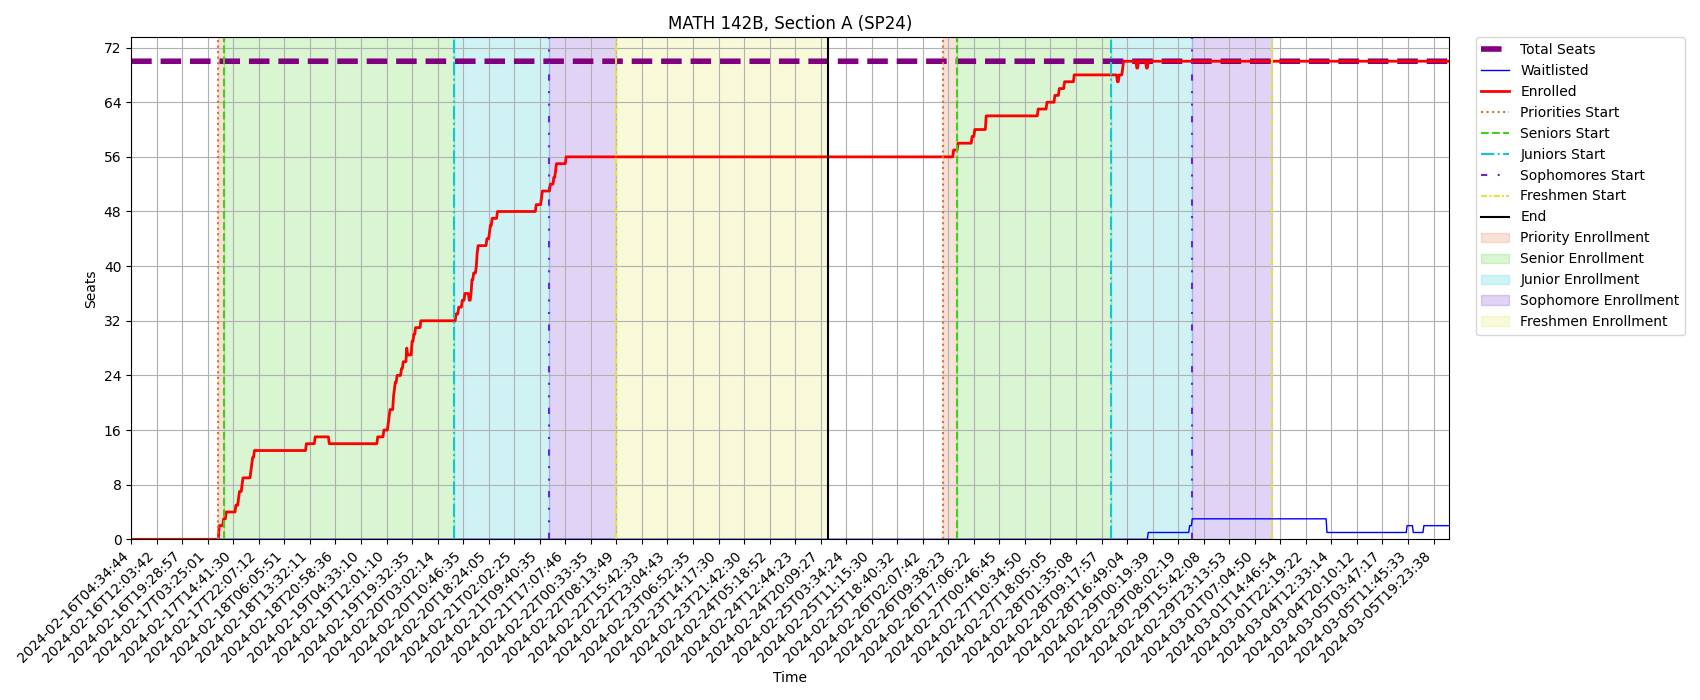 MATH 142B, Section A (SP24)
Seats
72
64
56
48
40
32
24
16
8
0
2024-02-16T04:34:44
2024-02-16T12:03:42
2024-02-16T19:28:57
2024-02-17T03:25:01
2024-02-17T14:41:30
2024-02-17T22:07:12
2024-02-18T06:05:51
2024-02-18T13:32:11
2024-02-18T20:58:36
2024-02-19T04:33:10
2024-02-19T12:01:10
2024-02-19T19:32:35
2024-02-20T03:02:14
2024-02-20T10:46:35
2024-02-20T18:24:05
2024-02-21T02:02:25
2024-02-21T09:40:35
2024-02-21T17:07:46
2024-02-22T00:33:35
2024-02-22T08:13:49
2024-02-22T15:42:33
2024-02-22T23:04:43
2024-02-23T06:52:35
2024-02-23T14:17:30
2024-02-23T21:42:30
2024-02-24T05:18:52
2024-02-24T12:44:23
2024-02-24T20:09:27
2024-02-25T03:34:24
2024-02-25T11:15:30
2024-02-25T18:40:32
2024-02-26T02:07:42
2024-02-26T09:38:23
2024-02-26T17:06:22
2024-02-27T00:46:45
2024-02-27T10:34:50
2024-02-27T18:05:05
2024-02-28T01:35:08
2024-02-28T09:17:57
2024-02-28T16:49:04
2024-02-29T00:19:39
2024-02-29T08:02:19
2024-02-29T15:42:08
2024-02-29T23:13:53
2024-03-01T07:04:50
2024-03-01T14:46:54
2024-03-01T22:19:22
2024-03-04T12:33:14
2024-03-04T20:10:12
2024-03-05T03:47:17
2024-03-05T11:45:33
2024-03-05T19:23:38
Time
Total Seats
Waitlisted
Enrolled
Priorities Start
Seniors Start
Juniors Start
Sophomores Start
Freshmen Start
End
Priority Enrollment
Senior Enrollment
Junior Enrollment
Sophomore Enrollment
Freshmen Enrollment